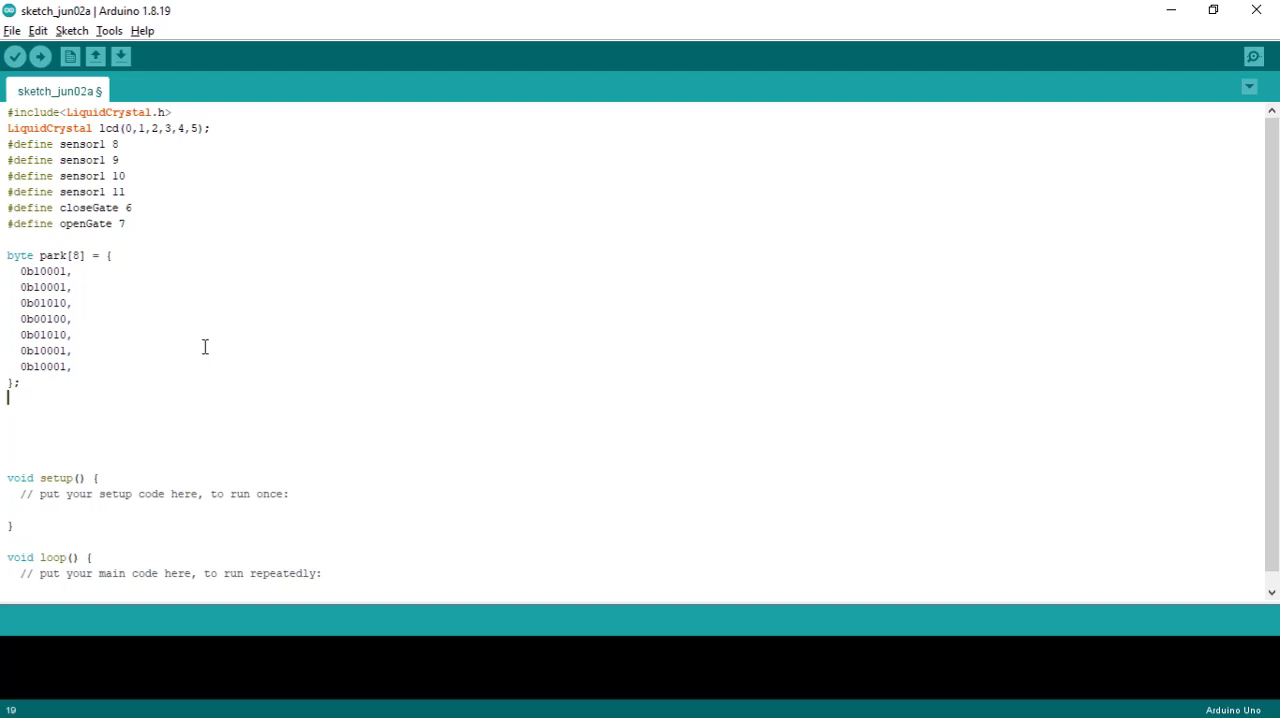 sketch_jun02a | Arduino 1.8.19
File Edit Sketch Tools Help
sketch_jun02a §
#include<LiquidCrystal.h>
LiquidCrystal lcd(0,1,2,3,4,5);
#define sensor1 8
#define sensor1 9
#define sensor1 10
#define sensor1 11
#define closeGate 6
#define openGate 7
byte park[8] = {
0b10001,
0b10001,
0b01010,
0b00100,
0b01010,
0b10001,
0b10001,
};
void setup() {
// put your setup code here, to run once:
}
void loop() {
// put your main code here, to run repeatedly:
19 Arduino Uno